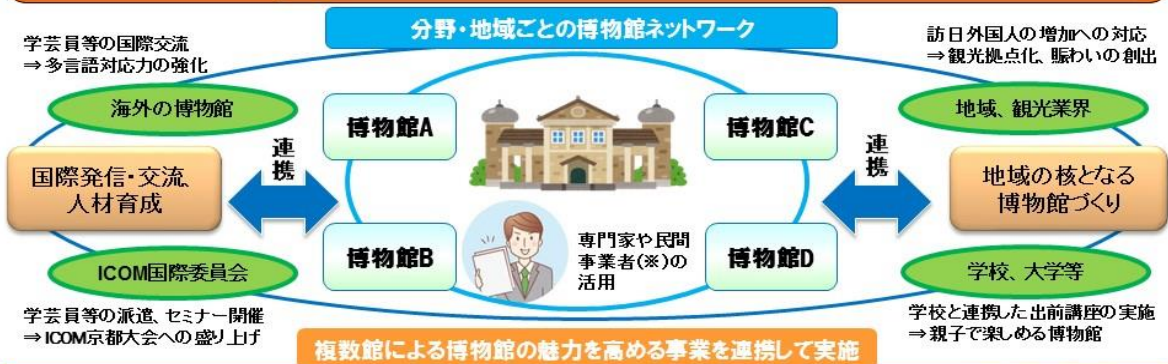 分野・地域ごとの博物館ネットワーク
学芸員等の国際交流
⇒多言語対応力の強化
訪日外国人の増加への対応
⇒観光拠点化、賑わいの創出
海外の博物館
博物館A
博物館C
地域、観光業界
連携
連携
国際発信・交流、
人材育成
地域の核となる
博物館づくり
博物館B
専門家や民間
事業者(※)の
活用
博物館D
ICOM国際委員会
学校、大学等
学芸員等の派遣、セミナー開催
⇒ICOM京都大会への盛り上げ
学校と連携した出前講座の実施
⇒親子で楽しめる博物館
複数館による博物館の魅力を高める事業を連携して実施